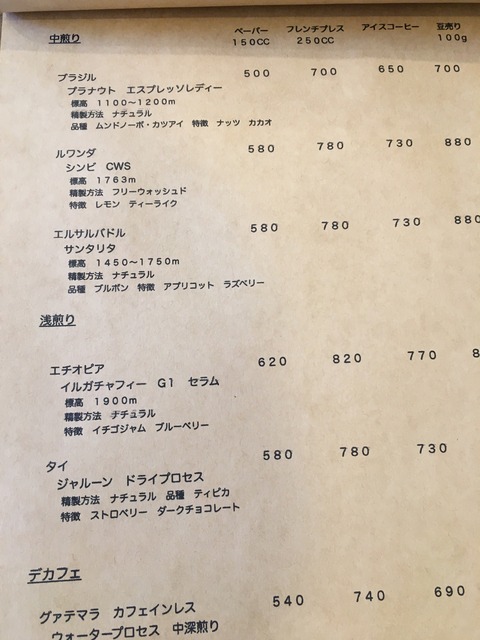 中煎り ペーパー フレンチプレス アイスコーヒー 豆売り
150CC 250CC 100g
ブラジル 500 700 650 700
プラナウト エスプレッソレディー
標高 1100〜1200m
精製方法 ナチュラル
品種 ムンドノーボ・カツアイ 特徴 ナッツ カカオ
ルワンダ 580 780 730 880
シンビ CWS
標高 1763m
精製方法 フリーウォッシュド
特徴 レモン ティーライク
エルサルバドル 580 780 730 880
サンタリタ
標高 1450〜1750m
精製方法 ナチュラル
品種 ブルボン 特徴 アプリコット ラズベリー
浅煎り
エチオピア 620 820 770 8
イルガチャフィー G1 セラム
標高 1900m
精製方法 ナチュラル
特徴 イチゴジャム ブルーベリー
タイ 580 780 730
ジャルーン ドライプロセス
精製方法 ナチュラル 品種 ティピカ
特徴 ストロベリー ダークチョコレート
デカフェ
グァテマラ カフェインレス 540 740 690
ウォータープロセス 中深煎り